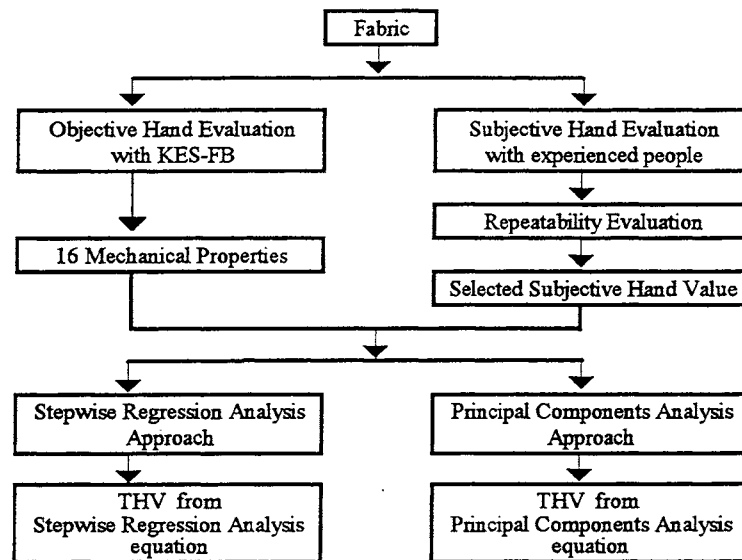 Fabric
Objective Hand Evaluation
with KES-FB
Subjective Hand Evaluation
with experienced people
Repeatability Evaluation
16 Mechanical Properties
Selected Subjective Hand Value
Stepwise Regression Analysis
Approach
Principal Components Analysis
Approach
THV from
Stepwise Regression Analysis
equation
THV from
Principal Components Analysis
equation